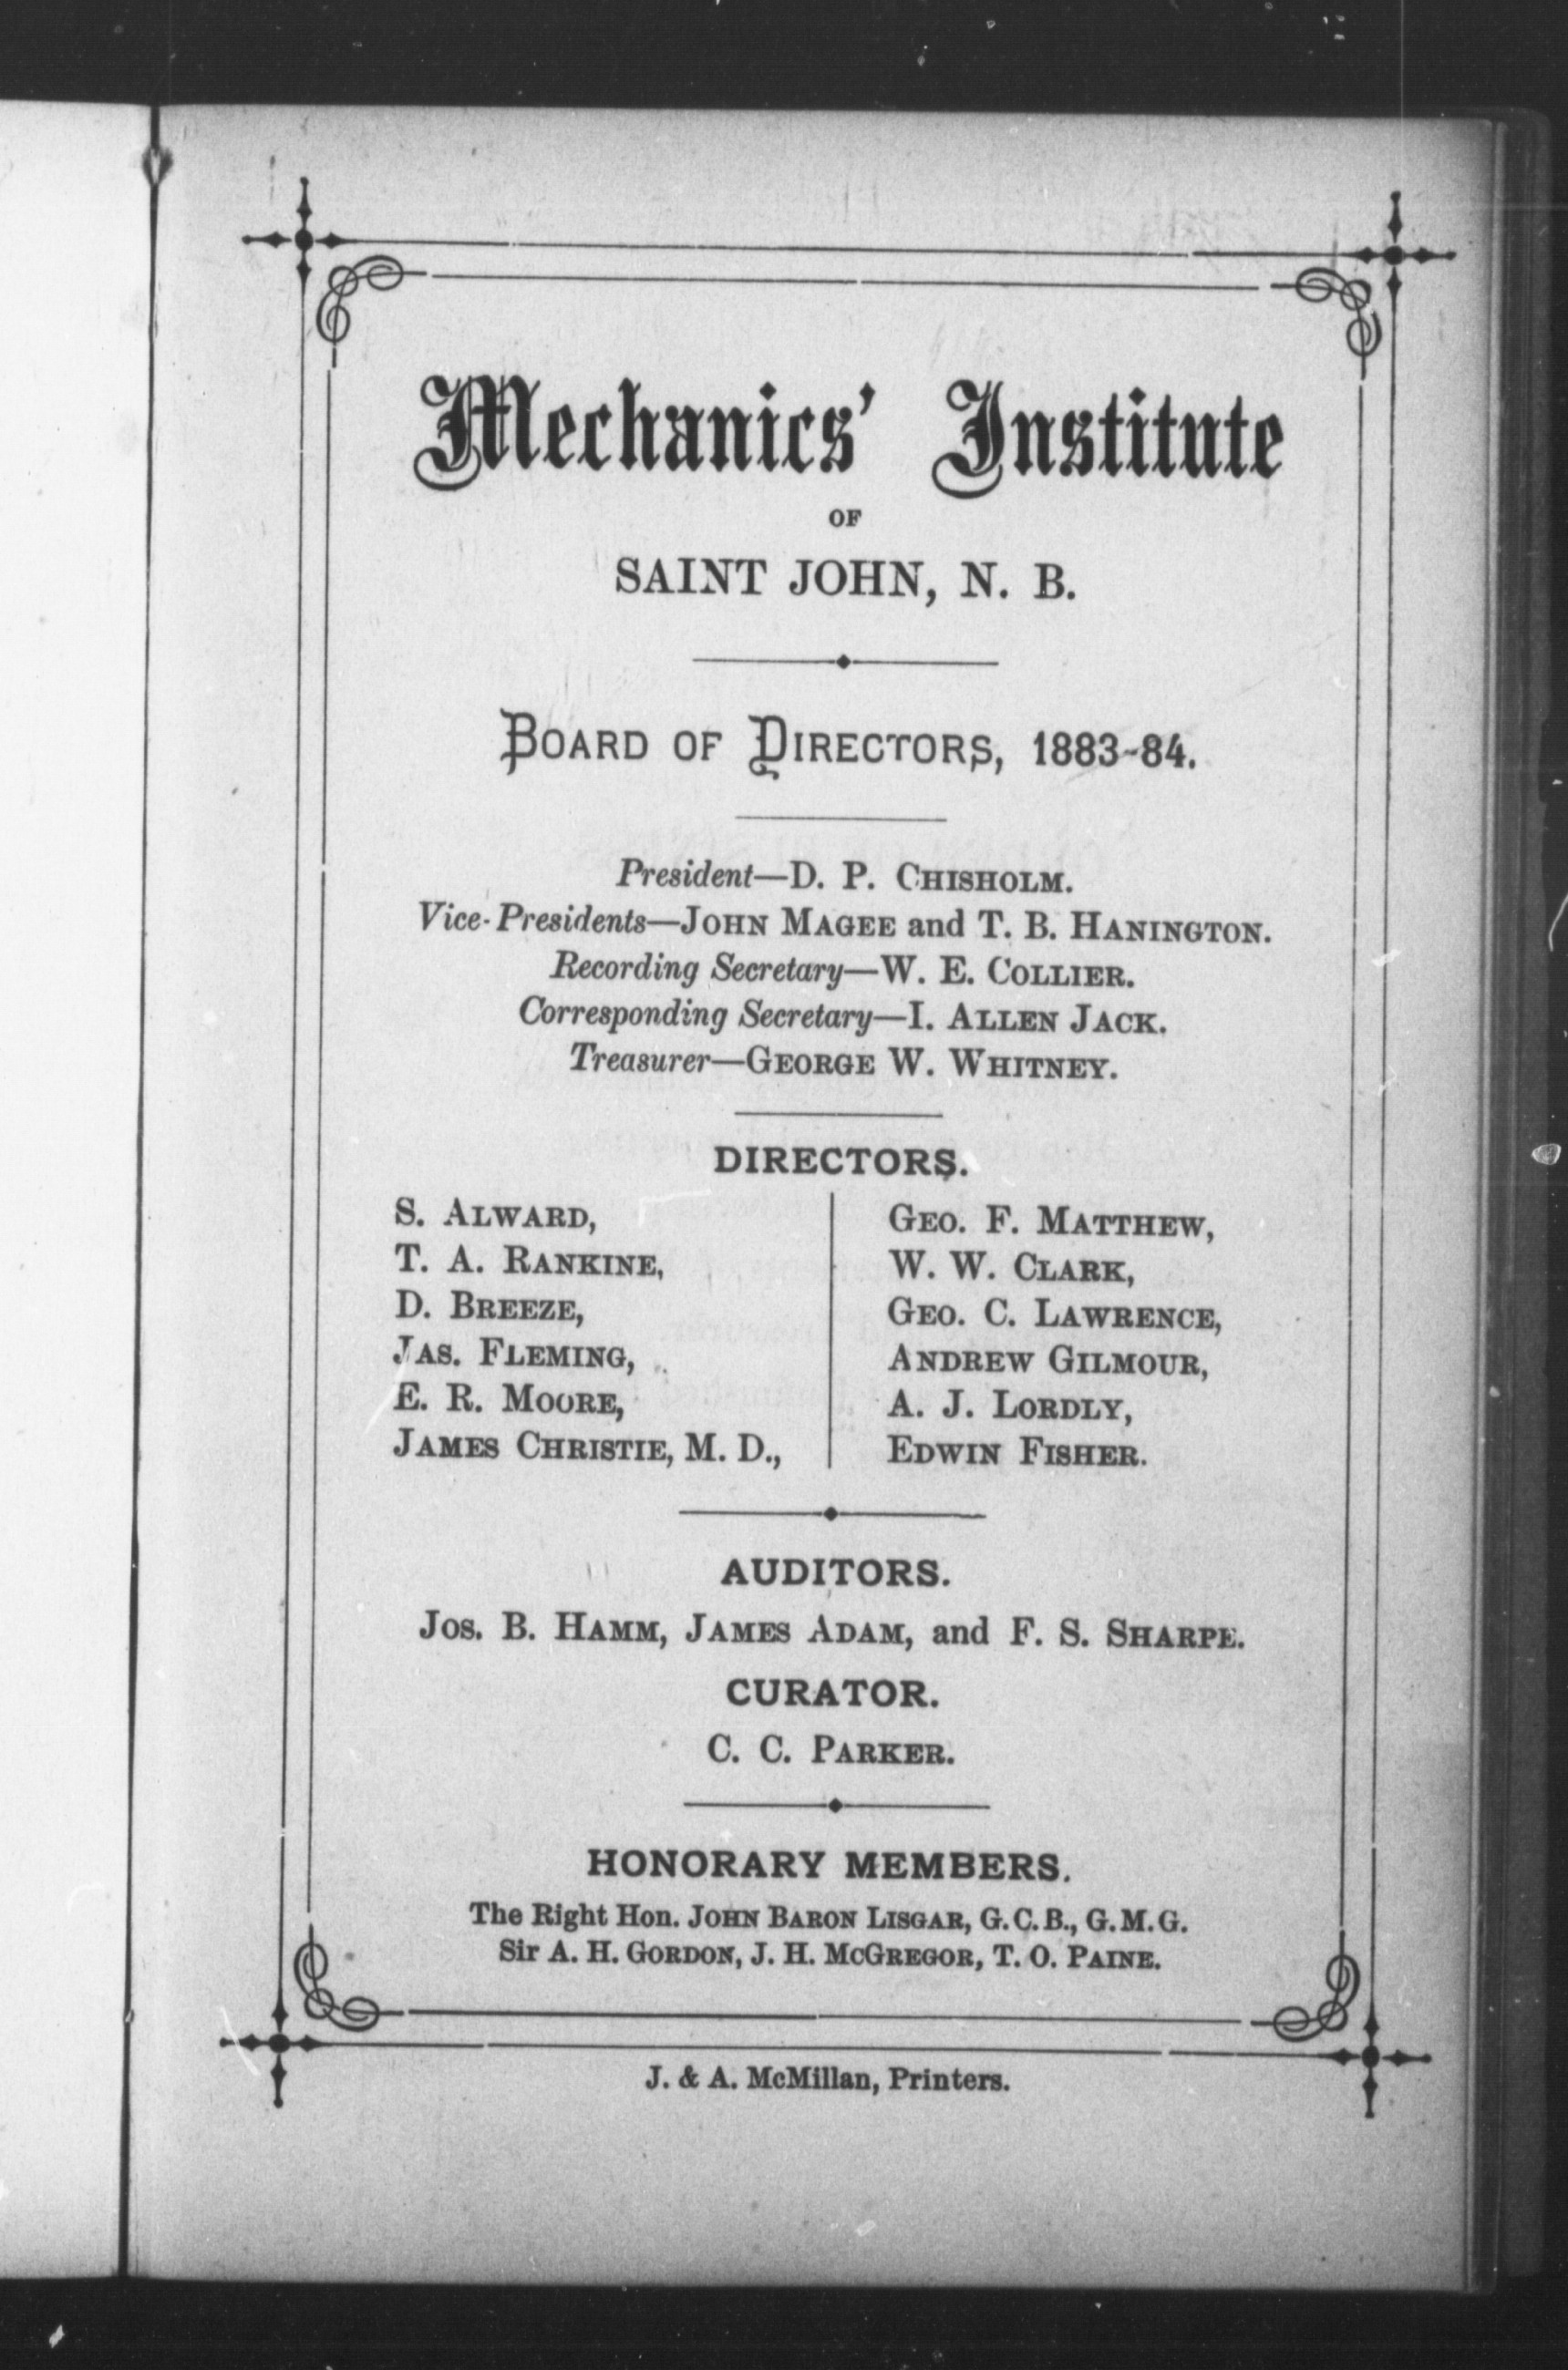 Mechanics' Institute
OF
SAINT JOHN, N. B.
BOARD OF DIRECTORS, 1883-84.
President—D. P. CHISHOLM.
Vice-Presidents—JOHN MAGEE and T. B. HANINGTON.
Recording Secretary—W. E. COLLIER.
Corresponding Secretary—I. ALLEN JACK.
Treasurer—GEORGE W. WHITNEY.
DIRECTORS.
S. ALWARD,
T. A. RANKINE,
D. BREEZE,
JAS. FLEMING,
E. R. MOORE,
JAMES CHRISTIE, M. D.,
GEO. F. MATTHEW,
W. W. CLARK,
GEO. C. LAWRENCE,
ANDREW GILMOUR,
A. J. LORDLY,
EDWIN FISHER.
AUDITORS.
JOS. B. HAMM, JAMES ADAM, and F. S. SHARPE.
CURATOR.
C. C. PARKER.
HONORARY MEMBERS.
The Right Hon. JOHN BARON LISGAR, G.C.B., G.M.G.
Sir A. H. GORDON, J. H. McGREGOR, T. O. PAINE.
J. & A. McMillan, Printers.